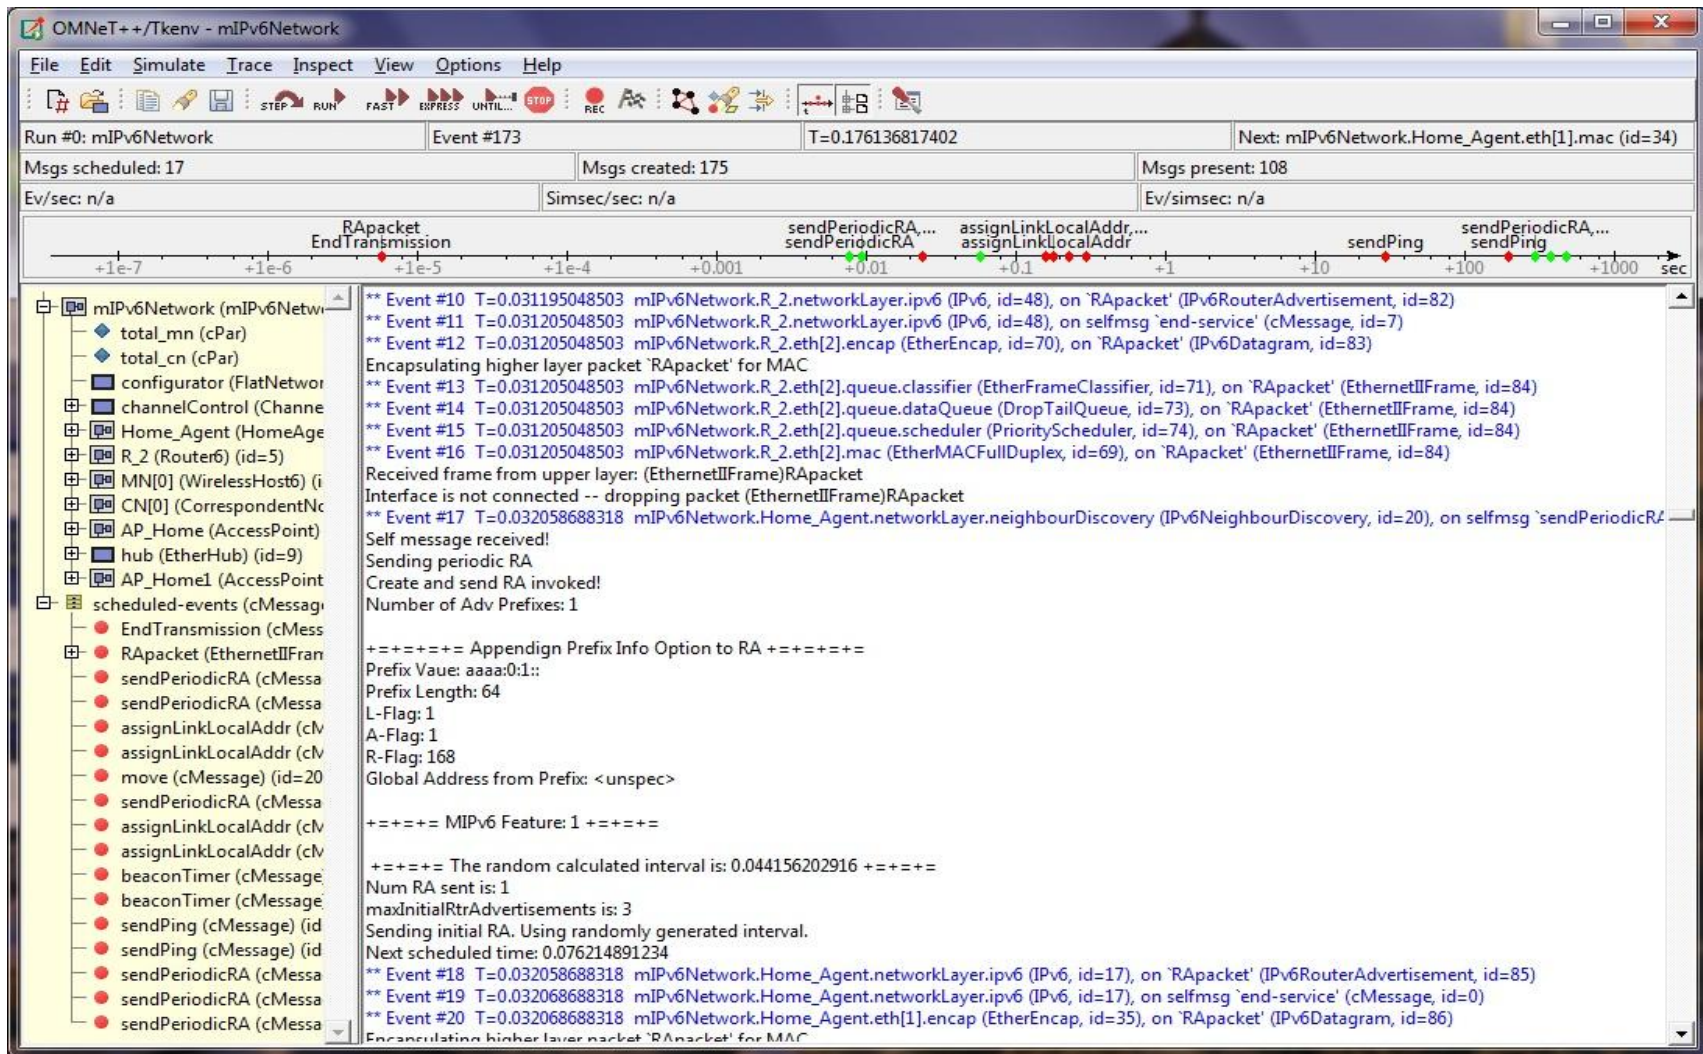 OMNeT++/Tkenv - mIPv6Network
File Edit Simulate Trace Inspect View Options Help
STEP RUN FAST EXPRESS UNTIL... STOP REC
Run #0: mIPv6Network Event #173 T=0.176136817402 Next: mIPv6Network.Home_Agent.eth[1].mac (id=34)
Msgs scheduled: 17 Msgs created: 175 Msgs present: 108
Ev/sec: n/a Simsec/sec: n/a Ev/simsec: n/a
RApacket sendPeriodicRA,... assignLinkLocalAddr,... sendPeriodicRA,...
EndTransmission sendPeriodicRA assignLinkLocalAddr sendPing sendPing
+1e-7 +1e-6 +1e-5 +1e-4 +0.001 +0.01 +0.1 +1 +10 +100 +1000 sec
mIPv6Network (mIPv6Netw
total_mn (cPar)
total_cn (cPar)
configurator (FlatNetwor
channelControl (Channe
Home_Agent (HomeAge
R_2 (Router6) (id=5)
MN[0] (WirelessHost6) (i
CN[0] (CorrespondentNo
AP_Home (AccessPoint)
hub (EtherHub) (id=9)
AP_Home1 (AccessPoint
scheduled-events (cMessag
EndTransmission (cMess
RApacket (EthernetIIFran
sendPeriodicRA (cMessa
sendPeriodicRA (cMessa
assignLinkLocalAddr (cM
assignLinkLocalAddr (cM
move (cMessage) (id=20
sendPeriodicRA (cMessa
assignLinkLocalAddr (cM
assignLinkLocalAddr (cM
beaconTimer (cMessage
beaconTimer (cMessage
sendPing (cMessage) (id
sendPing (cMessage) (id
sendPeriodicRA (cMessa
sendPeriodicRA (cMessa
sendPeriodicRA (cMessa
** Event #10 T=0.031195048503 mIPv6Network.R_2.networkLayer.ipv6 (IPv6, id=48), on `RApacket' (IPv6RouterAdvertisement, id=82)
** Event #11 T=0.031205048503 mIPv6Network.R_2.networkLayer.ipv6 (IPv6, id=48), on selfmsg `end-service' (cMessage, id=7)
** Event #12 T=0.031205048503 mIPv6Network.R_2.eth[2].encap (EtherEncap, id=70), on `RApacket' (IPv6Datagram, id=83)
Encapsulating higher layer packet `RApacket' for MAC
** Event #13 T=0.031205048503 mIPv6Network.R_2.eth[2].queue.classifier (EtherFrameClassifier, id=71), on `RApacket' (EthernetIIFrame, id=84)
** Event #14 T=0.031205048503 mIPv6Network.R_2.eth[2].queue.dataQueue (DropTailQueue, id=73), on `RApacket' (EthernetIIFrame, id=84)
** Event #15 T=0.031205048503 mIPv6Network.R_2.eth[2].queue.scheduler (PriorityScheduler, id=74), on `RApacket' (EthernetIIFrame, id=84)
** Event #16 T=0.031205048503 mIPv6Network.R_2.eth[2].mac (EtherMACFullDuplex, id=69), on `RApacket' (EthernetIIFrame, id=84)
Received frame from upper layer: (EthernetIIFrame)RApacket
Interface is not connected -- dropping packet (EthernetIIFrame)RApacket
** Event #17 T=0.032058688318 mIPv6Network.Home_Agent.networkLayer.neighbourDiscovery (IPv6NeighbourDiscovery, id=20), on selfmsg `sendPeriodicRA
Self message received!
Sending periodic RA
Create and send RA invoked!
Number of Adv Prefixes: 1
+=+=+=+= Appendign Prefix Info Option to RA +=+=+=+=
Prefix Vaue: aaaa:0:1::
Prefix Length: 64
L-Flag: 1
A-Flag: 1
R-Flag: 168
Global Address from Prefix: <unspec>
+=+=+= MIPv6 Feature: 1 +=+=+=
+=+=+= The random calculated interval is: 0.044156202916 +=+=+=
Num RA sent is: 1
maxInitialRtrAdvertisements is: 3
Sending initial RA. Using randomly generated interval.
Next scheduled time: 0.076214891234
** Event #18 T=0.032058688318 mIPv6Network.Home_Agent.networkLayer.ipv6 (IPv6, id=17), on `RApacket' (IPv6RouterAdvertisement, id=85)
** Event #19 T=0.032068688318 mIPv6Network.Home_Agent.networkLayer.ipv6 (IPv6, id=17), on selfmsg `end-service' (cMessage, id=0)
** Event #20 T=0.032068688318 mIPv6Network.Home_Agent.eth[1].encap (EtherEncap, id=35), on `RApacket' (IPv6Datagram, id=86)
Encapsulating higher layer packet `RApacket' for MAC